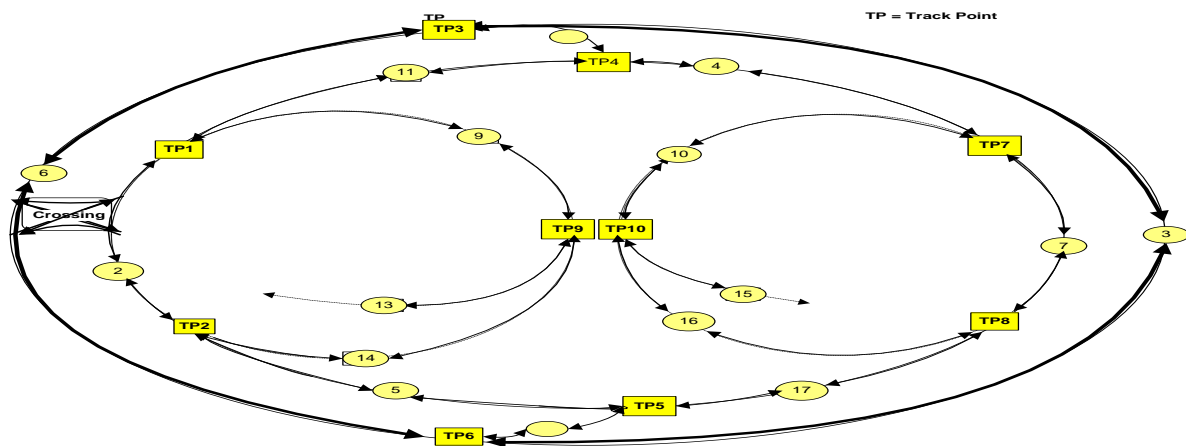 TP
TP = Track Point
TP3
TP4
11
4
9
TP1
10
TP7
6
Crossing
TP9
TP10
3
7
2
13
15
16
TP2
TP8
14
5
17
TP5
TP6